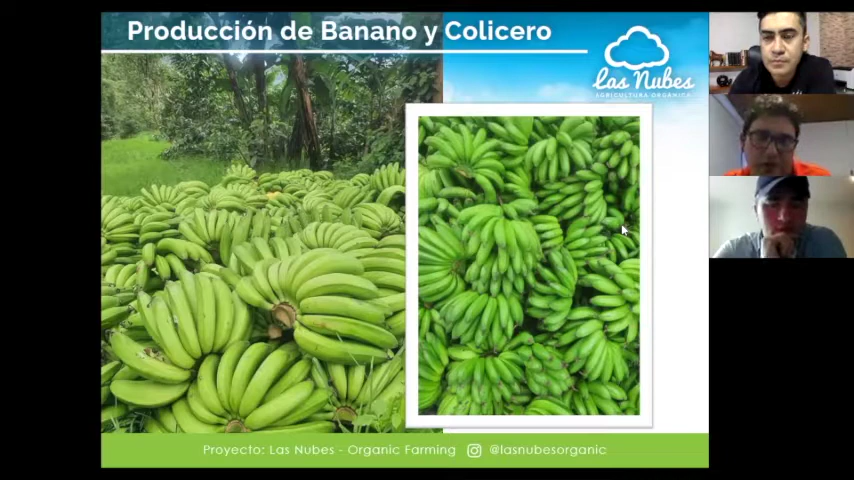 Producción de Banano y Colicero
Las Nubes
AGRICULTURA ORGÁNICA
Proyecto: Las Nubes - Organic Farming @lasnubesorganic